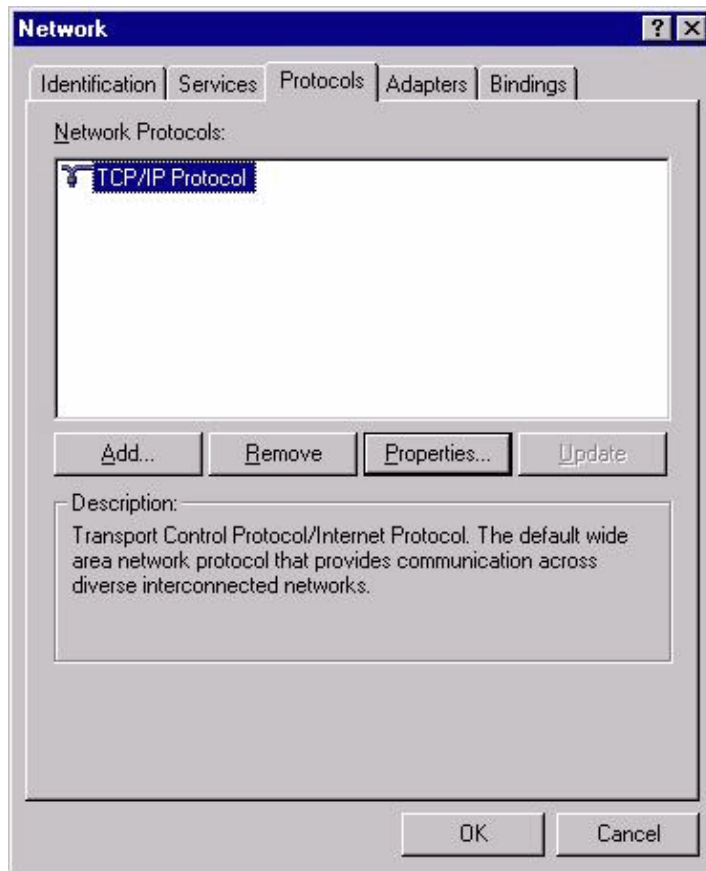 Network
Identification Services Protocols Adapters Bindings
Network Protocols:
TCP/IP Protocol
Add... Remove Properties... Update
Description:
Transport Control Protocol/Internet Protocol. The default wide
area network protocol that provides communication across
diverse interconnected networks.
OK Cancel